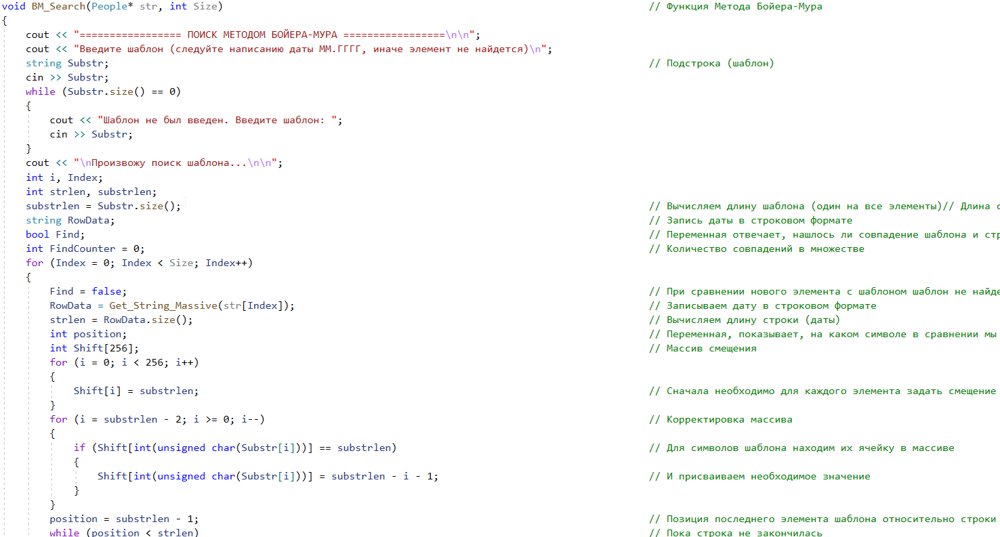 void BM_Search(People* str, int Size) // Функция Метода Бойера-Мура
{
cout << "================= ПОИСК МЕТОДОМ БОЙЕРА-МУРА =================\n\n";
cout << "Введите шаблон (следуйте написанию даты ММ.ГГГГ, иначе элемент не найдется)\n";
string Substr; // Подстрока (шаблон)
cin >> Substr;
while (Substr.size() == 0)
{
cout << "Шаблон не был введен. Введите шаблон: ";
cin >> Substr;
}
cout << "\nПроизвожу поиск шаблона...\n\n";
int i, Index;
int strlen, substrlen;
substrlen = Substr.size(); // Вычисляем длину шаблона (один на все элементы)// Длина
string RowData; // Запись даты в строковом формате
bool Find; // Переменная отвечает, нашлось ли совпадение шаблона и
int FindCounter = 0; // Количество совпадений в множестве
for (Index = 0; Index < Size; Index++)
{
Find = false; // При сравнении нового элемента с шаблоном шаблон не
RowData = Get_String_Massive(str[Index]); // Записываем дату в строковом формате
strlen = RowData.size(); // Вычисляем длину строки (даты)
int position; // Переменная, показывает, на каком символе в сравнении мы
int Shift[256]; // Массив смещения
for (i = 0; i < 256; i++)
{
Shift[i] = substrlen; // Сначала необходимо для каждого элемента задать смещение
}
for (i = substrlen - 2; i >= 0; i--) // Корректировка массива
{
if (Shift[int(unsigned char(Substr[i]))] == substrlen) // Для символов шаблона находим их ячейку в массиве
{
Shift[int(unsigned char(Substr[i]))] = substrlen - i - 1; // И присваиваем необходимое значение
}
}
position = substrlen - 1; // Позиция последнего элемента шаблона относительно строки
while (position < strlen) // Пока строка не закончилась